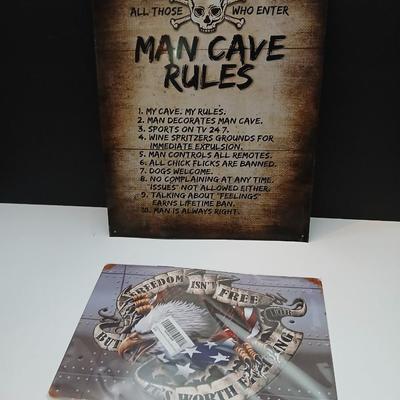 ALL THOSE WHO ENTER
MAN CAVE
RULES
1. MY CAVE. MY RULES.
2. MAN DECORATES MAN CAVE.
3. SPORTS ON TV 24 7.
4. WINE SPRITZERS GROUNDS FOR
IMMEDIATE EXPULSION.
5. MAN CONTROLS ALL REMOTES.
6. ALL CHICK FLICKS ARE BANNED.
7. DOGS WELCOME.
8. NO COMPLAINING AT ANY TIME.
"ISSUES" NOT ALLOWED EITHER.
9. TALKING ABOUT "FEELINGS"
EARNS LIFETIME BAN.
10. MAN IS ALWAYS RIGHT.
FREEDOM ISN'T FREE
BUT
IT'S WORTH FIGHTING